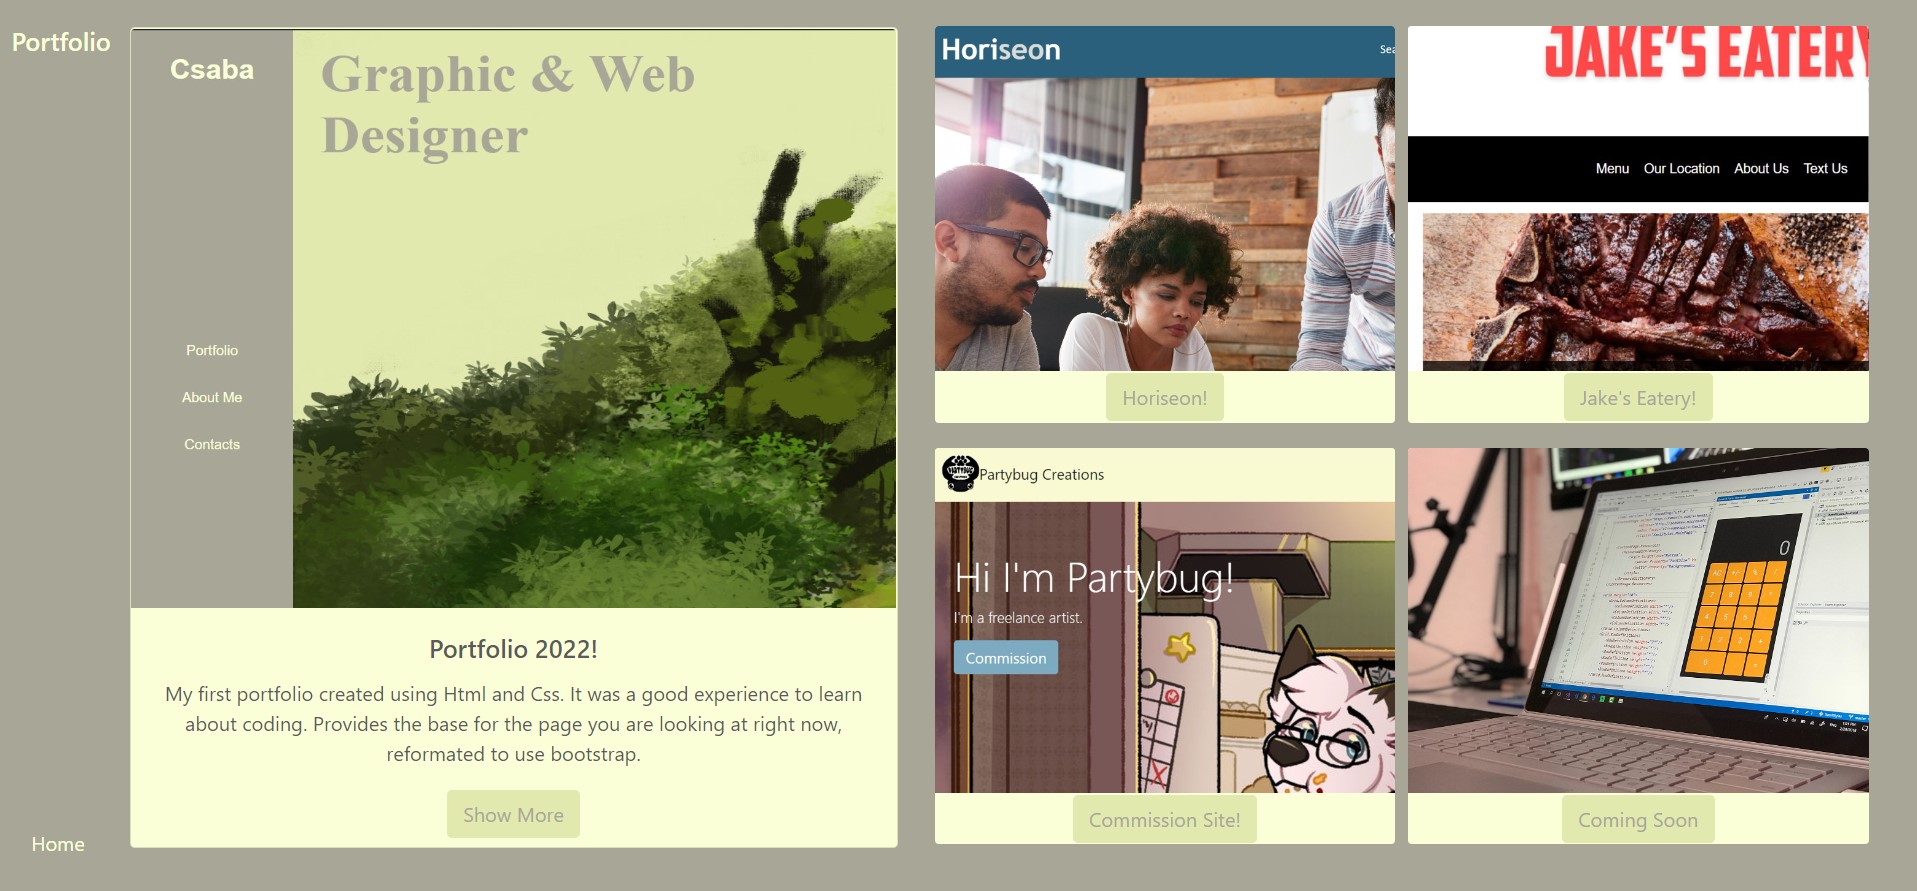 Portfolio
Home
Csaba
Portfolio
About Me
Contacts
Graphic & Web
Designer
Portfolio 2022!
My first portfolio created using Html and Css. It was a good experience to learn
about coding. Provides the base for the page you are looking at right now,
reformated to use bootstrap.
Show More
Horiseon
Sea
Horiseon!
JAKE'S EATERY
Menu Our Location About Us Text Us
Jake's Eatery!
PARTYBUG
Partybug Creations
Hi I'm Partybug!
I'm a freelance artist.
Commission
Commission Site!
0
Coming Soon